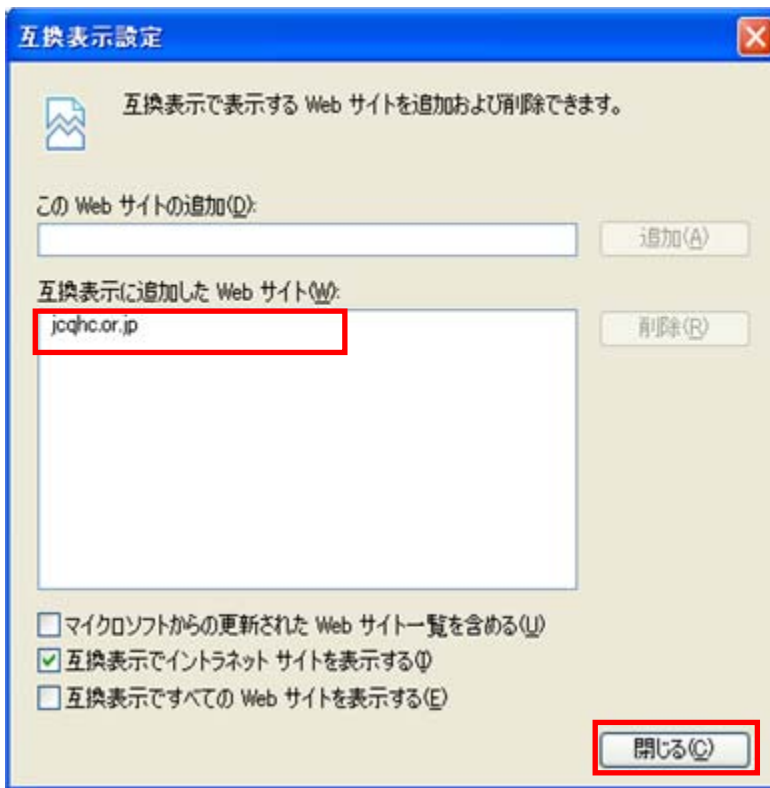 互換表示設定
互換表示で表示する Web サイトを追加および削除できます。
この Web サイトの追加(D):
追加(A)
互換表示に追加した Web サイト(W):
jcqhc.or.jp
削除(R)
マイクロソフトからの更新された Web サイト一覧を含める(U)
互換表示でイントラネット サイトを表示する(I)
互換表示ですべての Web サイトを表示する(E)
閉じる(C)